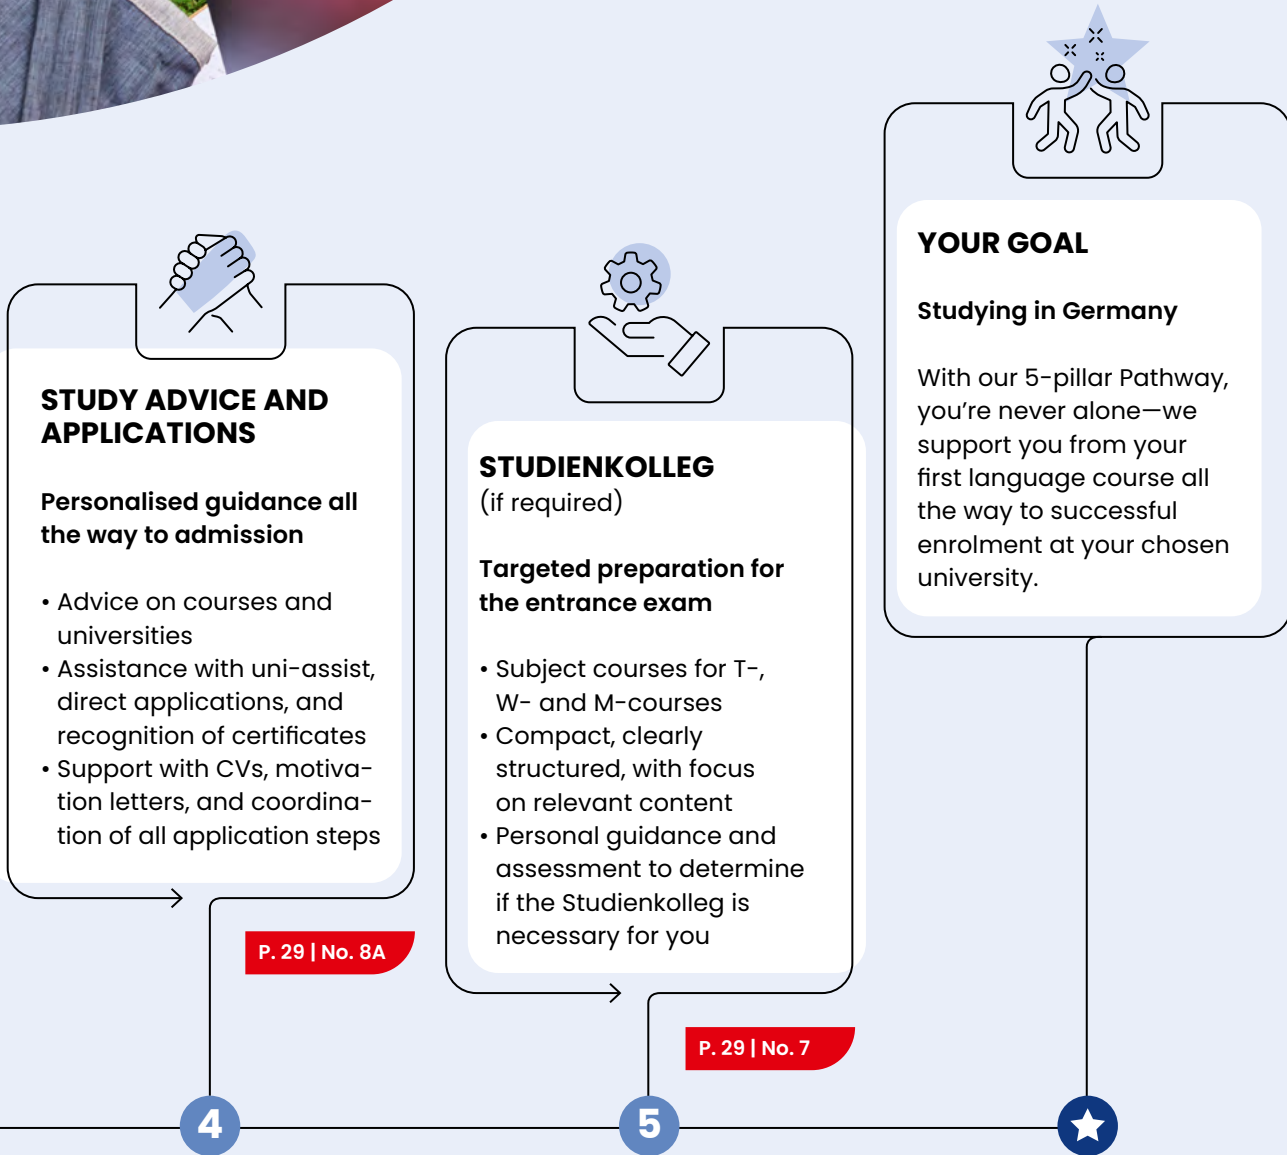 STUDY ADVICE AND
APPLICATIONS
Personalised guidance all
the way to admission
• Advice on courses and
universities
• Assistance with uni-assist,
direct applications, and
recognition of certificates
• Support with CVs, motiva-
tion letters, and coordina-
tion of all application steps
P. 29 | No. 8A
4
STUDIENKOLLEG
(if required)
Targeted preparation for
the entrance exam
• Subject courses for T-,
W- and M-courses
• Compact, clearly
structured, with focus
on relevant content
• Personal guidance and
assessment to determine
if the Studienkolleg is
necessary for you
P. 29 | No. 7
5
YOUR GOAL
Studying in Germany
With our 5-pillar Pathway,
you’re never alone—we
support you from your
first language course all
the way to successful
enrolment at your chosen
university.